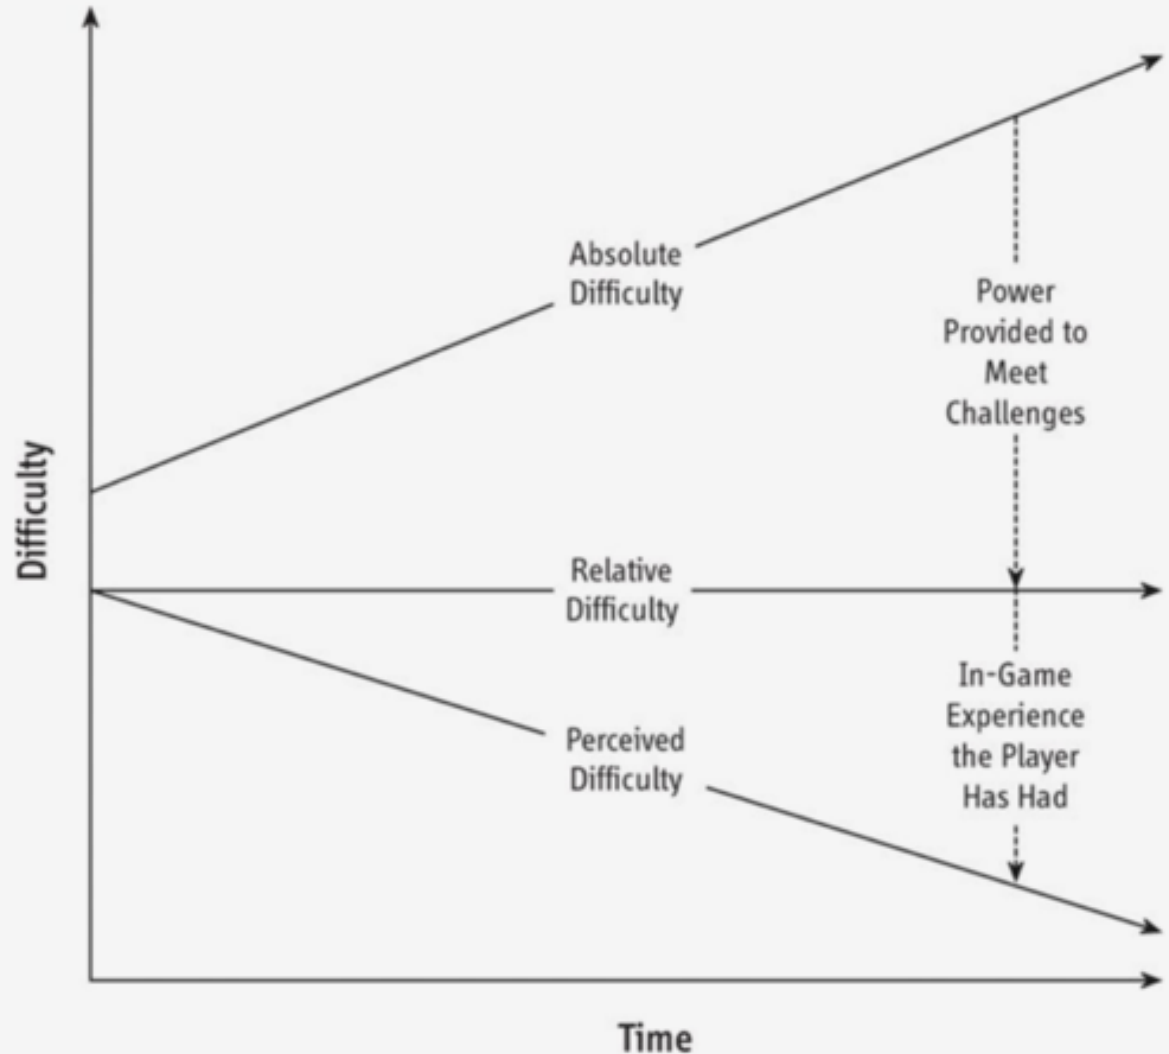 Absolute
Difficulty
Power
Provided to
Meet
Challenges
Difficulty
Relative
Difficulty
In-Game
Experience
the Player
Has Had
Perceived
Difficulty
Time